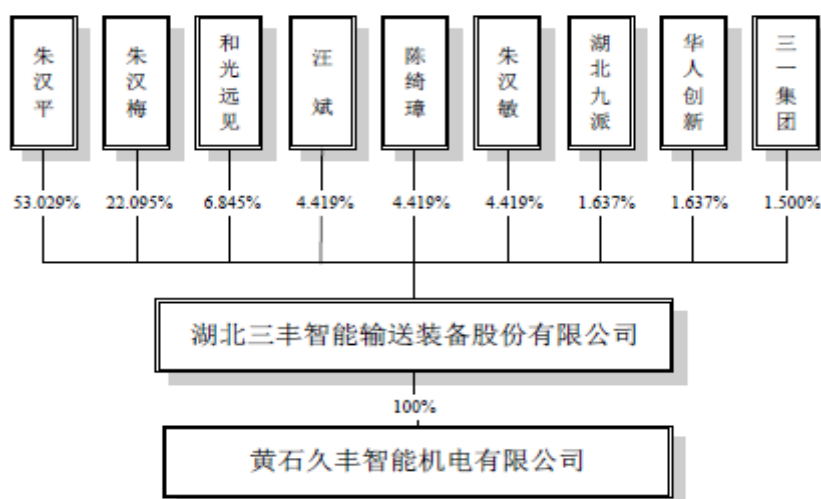 朱汉平
朱汉梅
和光远见
汪斌
陈绮璋
朱汉敏
湖北九派
华人创新
三一集团
53.029%
22.095%
6.845%
4.419%
4.419%
4.419%
1.637%
1.637%
1.500%
湖北三丰智能输送装备股份有限公司
100%
黄石久丰智能机电有限公司